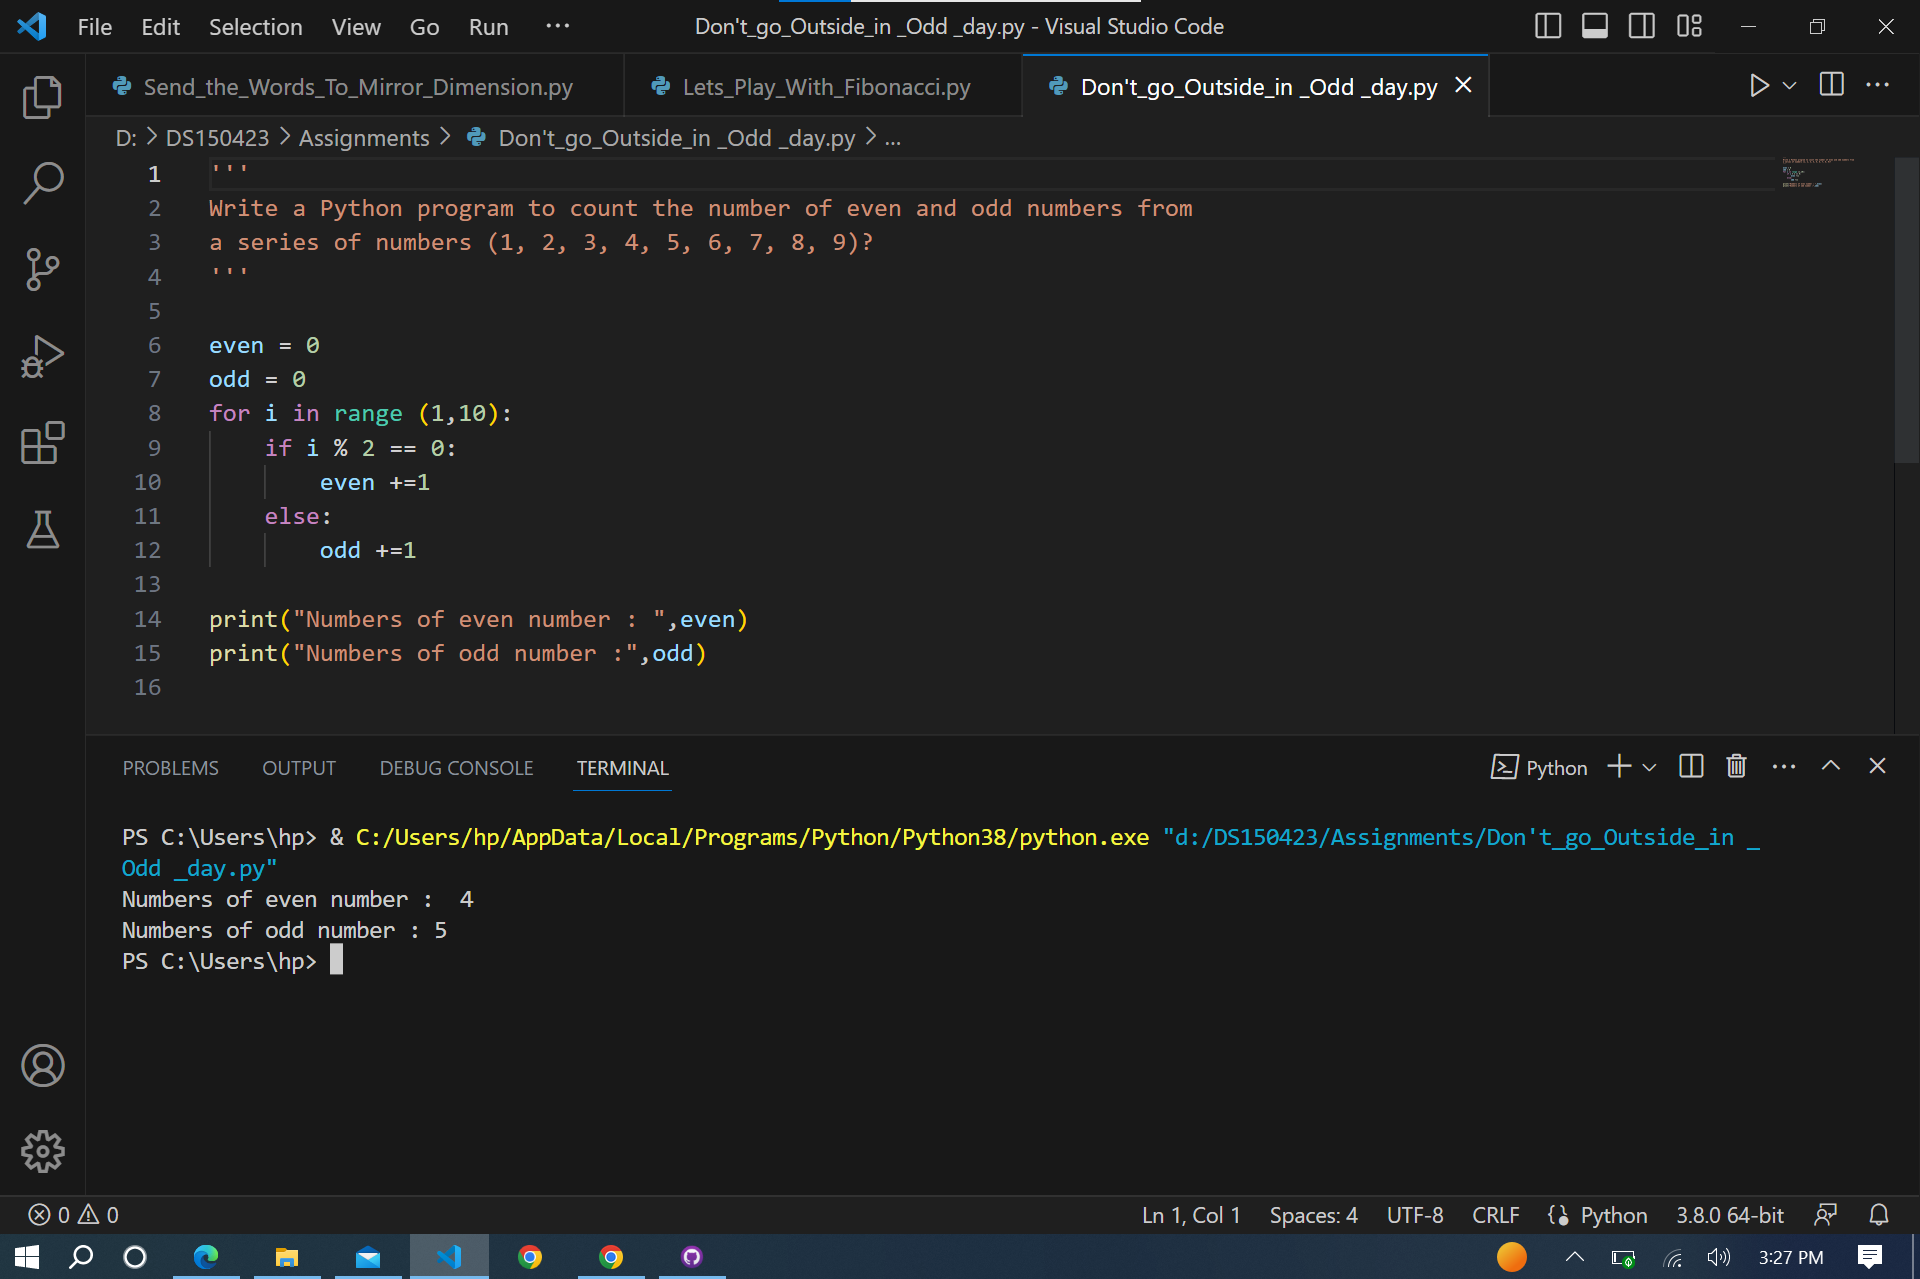 File Edit Selection View Go Run ··· Don't_go_Outside_in _Odd _day.py - Visual Studio Code
Send_the_Words_To_Mirror_Dimension.py Lets_Play_With_Fibonacci.py Don't_go_Outside_in _Odd _day.py
D: > DS150423 > Assignments > Don't_go_Outside_in _Odd _day.py > ...
1 '''
2 Write a Python program to count the number of even and odd numbers from
3 a series of numbers (1, 2, 3, 4, 5, 6, 7, 8, 9)?
4 '''
5
6 even = 0
7 odd = 0
8 for i in range (1,10):
9     if i % 2 == 0:
10         even +=1
11     else:
12         odd +=1
13
14 print("Numbers of even number : ",even)
15 print("Numbers of odd number :",odd)
16
PROBLEMS OUTPUT DEBUG CONSOLE TERMINAL Python
PS C:\Users\hp> & C:/Users/hp/AppData/Local/Programs/Python/Python38/python.exe "d:/DS150423/Assignments/Don't_go_Outside_in _
Odd _day.py"
Numbers of even number :  4
Numbers of odd number : 5
PS C:\Users\hp>
0 0 Ln 1, Col 1 Spaces: 4 UTF-8 CRLF Python 3.8.0 64-bit
3:27 PM